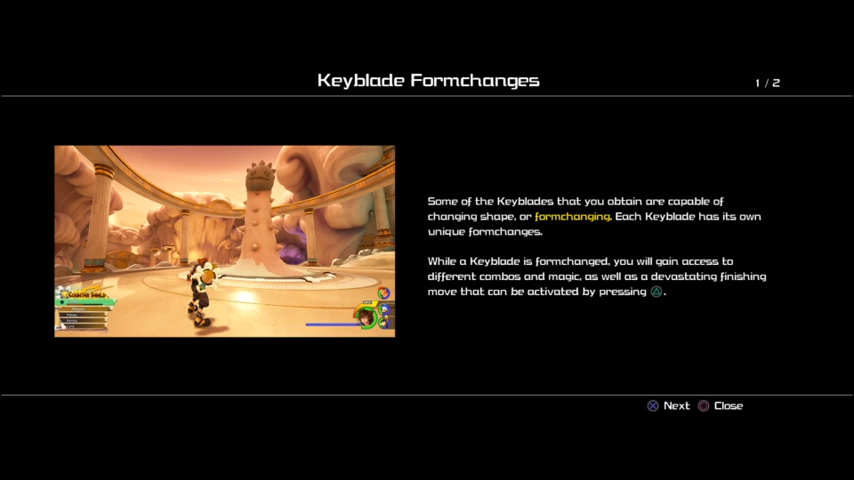 Keyblade Formchanges
1 / 2
Some of the Keyblades that you obtain are capable of
changing shape, or formchanging. Each Keyblade has its own
unique formchanges.
While a Keyblade is formchanged, you will gain access to
different combos and magic, as well as a devastating finishing
move that can be activated by pressing .
Counter Shield
Next
Close